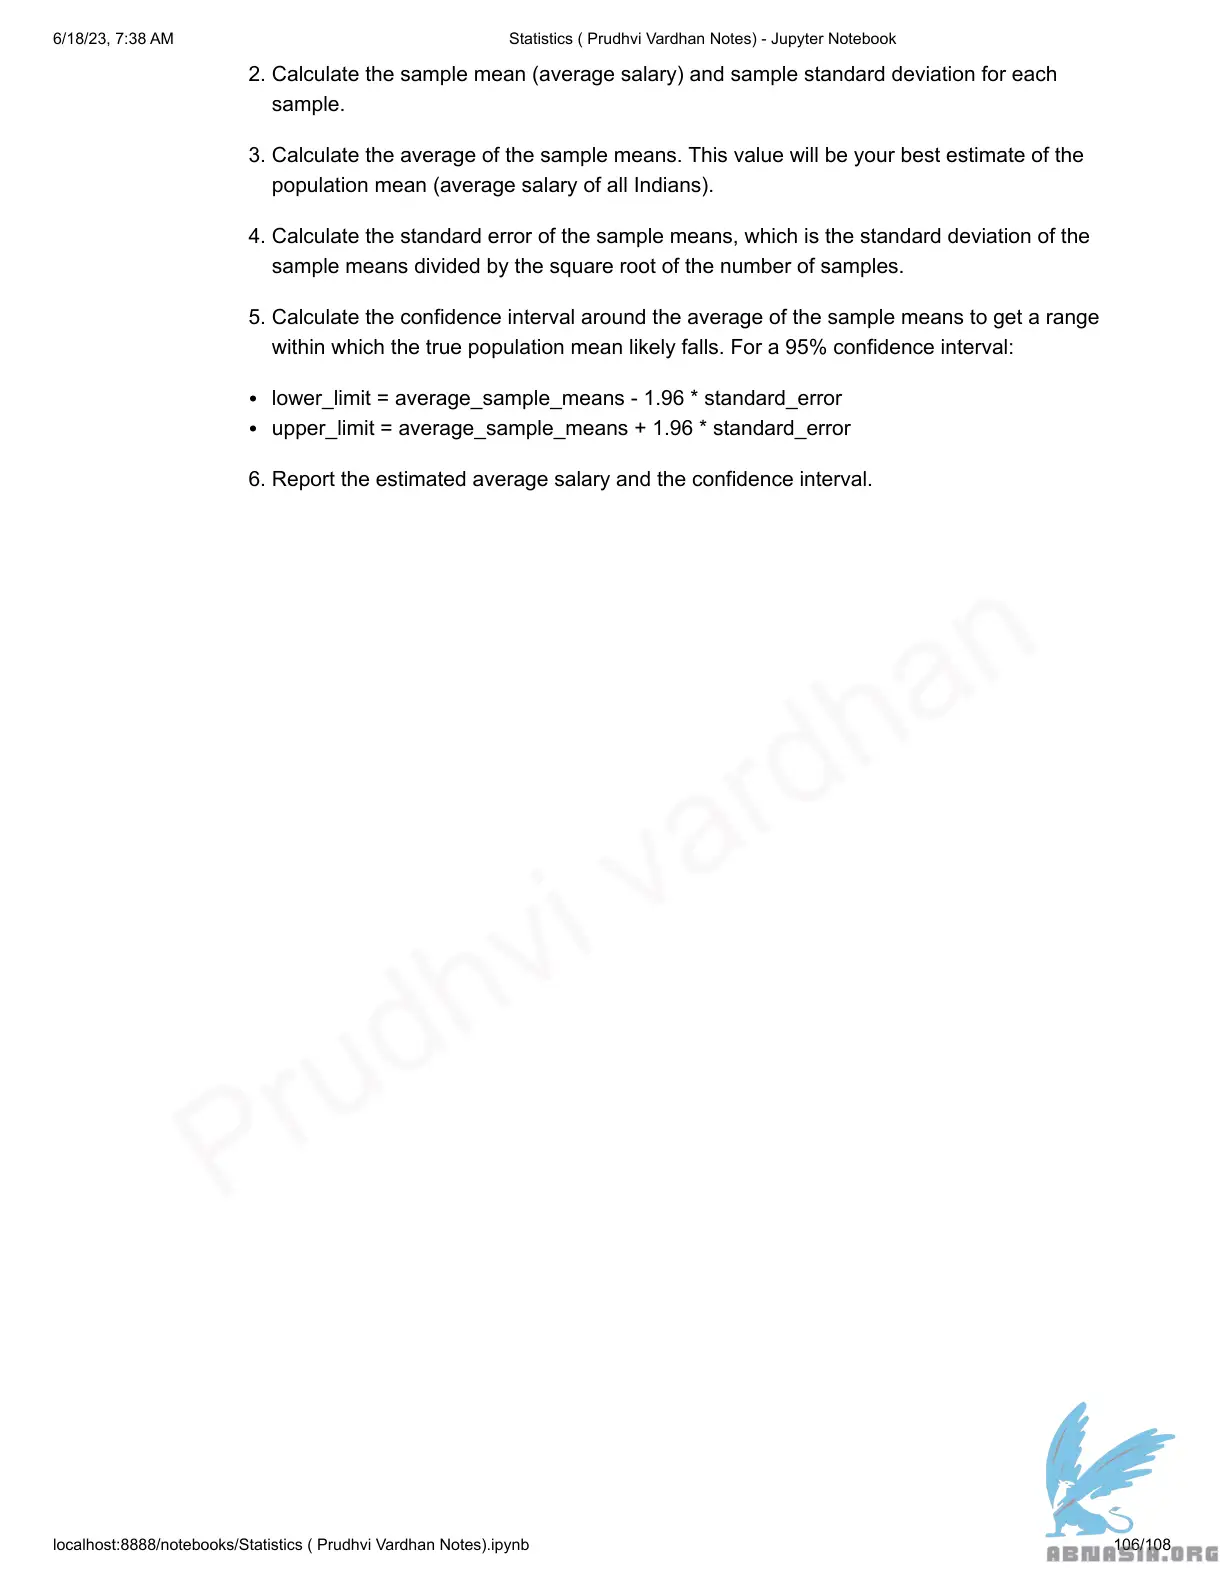 6/18/23, 7:38 AM Statistics ( Prudhvi Vardhan Notes) - Jupyter Notebook
2. Calculate the sample mean (average salary) and sample standard deviation for each
sample.
3. Calculate the average of the sample means. This value will be your best estimate of the
population mean (average salary of all Indians).
4. Calculate the standard error of the sample means, which is the standard deviation of the
sample means divided by the square root of the number of samples.
5. Calculate the confidence interval around the average of the sample means to get a range
within which the true population mean likely falls. For a 95% confidence interval:
• lower_limit = average_sample_means - 1.96 * standard_error
• upper_limit = average_sample_means + 1.96 * standard_error
6. Report the estimated average salary and the confidence interval.
Prudhvi vardhan
localhost:8888/notebooks/Statistics ( Prudhvi Vardhan Notes).ipynb 106/108
ABNASIA.ORG